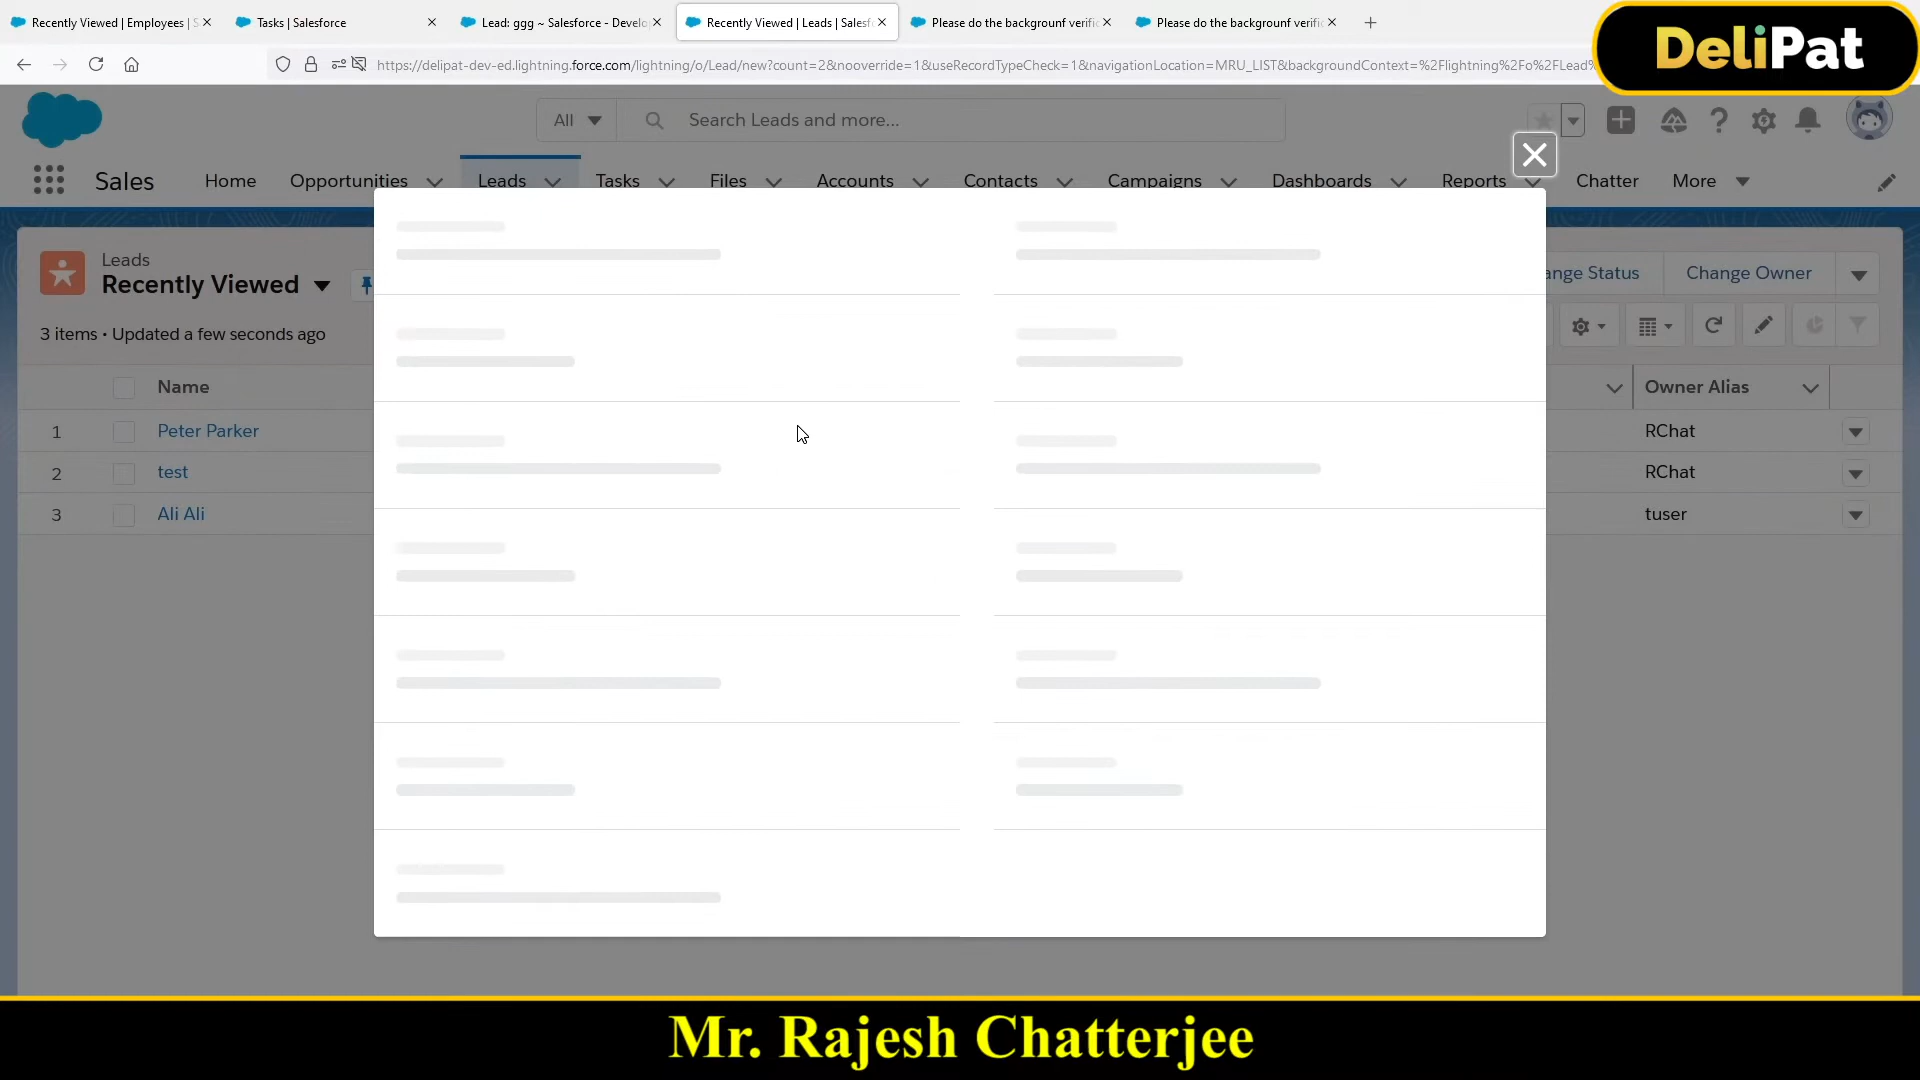 Recently Viewed | Employees | S
Tasks | Salesforce
Lead: ggg ~ Salesforce - Develo
Recently Viewed | Leads | Salesf
Please do the backgrounf verific
Please do the backgrounf verific
https://delipat-dev-ed.lightning.force.com/lightning/o/Lead/new?count=2&nooverride=1&useRecordTypeCheck=1&navigationLocation=MRU_LIST&backgroundContext=%2Flightning%2Fo%2FLead%
DeliPat
All
Search Leads and more...
Sales
Home
Opportunities
Leads
Tasks
Files
Accounts
Contacts
Campaigns
Dashboards
Reports
Chatter
More
Leads
Recently Viewed
ange Status
Change Owner
3 items • Updated a few seconds ago
Name
Owner Alias
1 Peter Parker RChat
2 test RChat
3 Ali Ali tuser
Mr. Rajesh Chatterjee